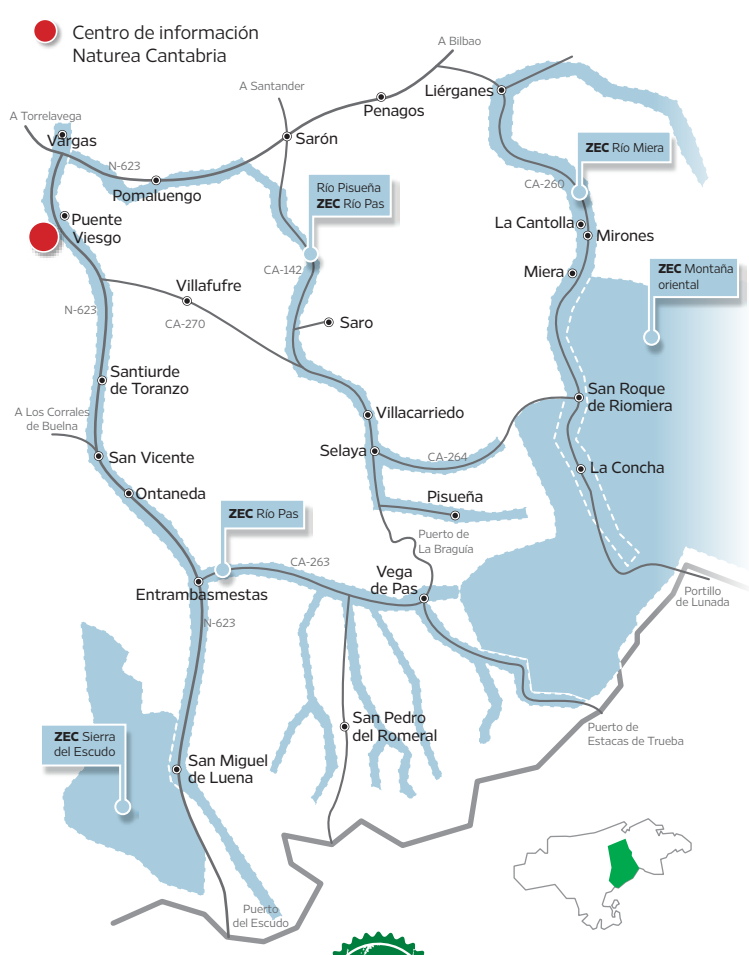 Centro de información
Naturea Cantabria
A Bilbao
Liérganes
A Santander
Penagos
A Torrelavega
Vargas
Sarón
N-623
Pomaluengo
ZEC Río Miera
CA-260
Río Pisueña
ZEC Río Pas
Puente
Viesgo
La Cantolla
Mirones
CA-142
Miera
ZEC Montaña
oriental
Villafufre
N-623
CA-270
Saro
Santiurde
de Toranzo
San Roque
de Riomiera
A Los Corrales
de Buelna
Villacarriedo
Selaya
CA-264
San Vicente
La Concha
Ontaneda
Pisueña
ZEC Río Pas
Puerto de
La Braguía
CA-263
Vega
de Pas
Entrambasmestas
Portillo
de Lunada
N-623
San Pedro
del Romeral
Puerto de
Estacas de Trueba
ZEC Sierra
del Escudo
San Miguel
de Luena
Puerto
del Escudo